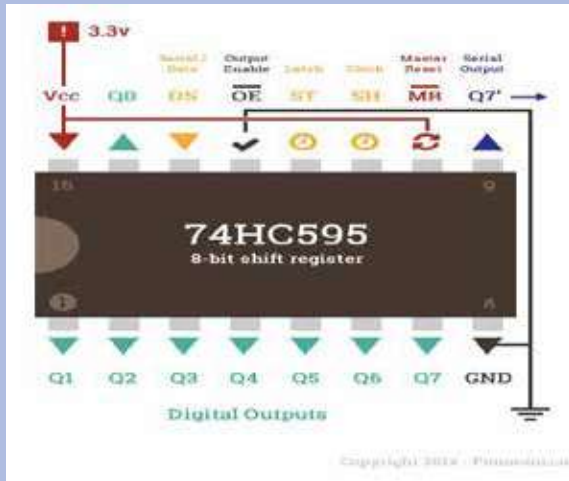 3.3v
Serial / Output Latch Clock Master Serial
Data Enable Reset Output
Vcc Q0 DS OE ST SH MR Q7'
16 9
74HC595
8-bit shift register
1 8
Q1 Q2 Q3 Q4 Q5 Q6 Q7 GND
Digital Outputs
Copyright